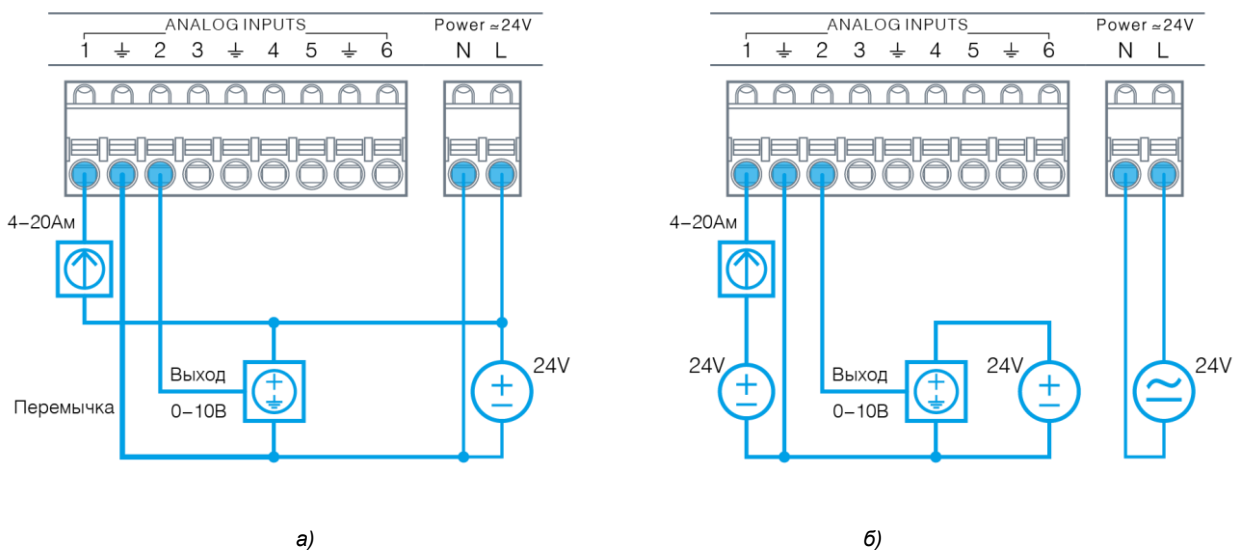 ANALOG INPUTS
Power ≃24V
1 ⏚ 2 3 ⏚ 4 5 ⏚ 6
N L
4–20Ам
Выход
0–10В
Перемычка
24V
а)
ANALOG INPUTS
Power ≃24V
1 ⏚ 2 3 ⏚ 4 5 ⏚ 6
N L
4–20Ам
24V
Выход
0–10В
24V
24V
б)